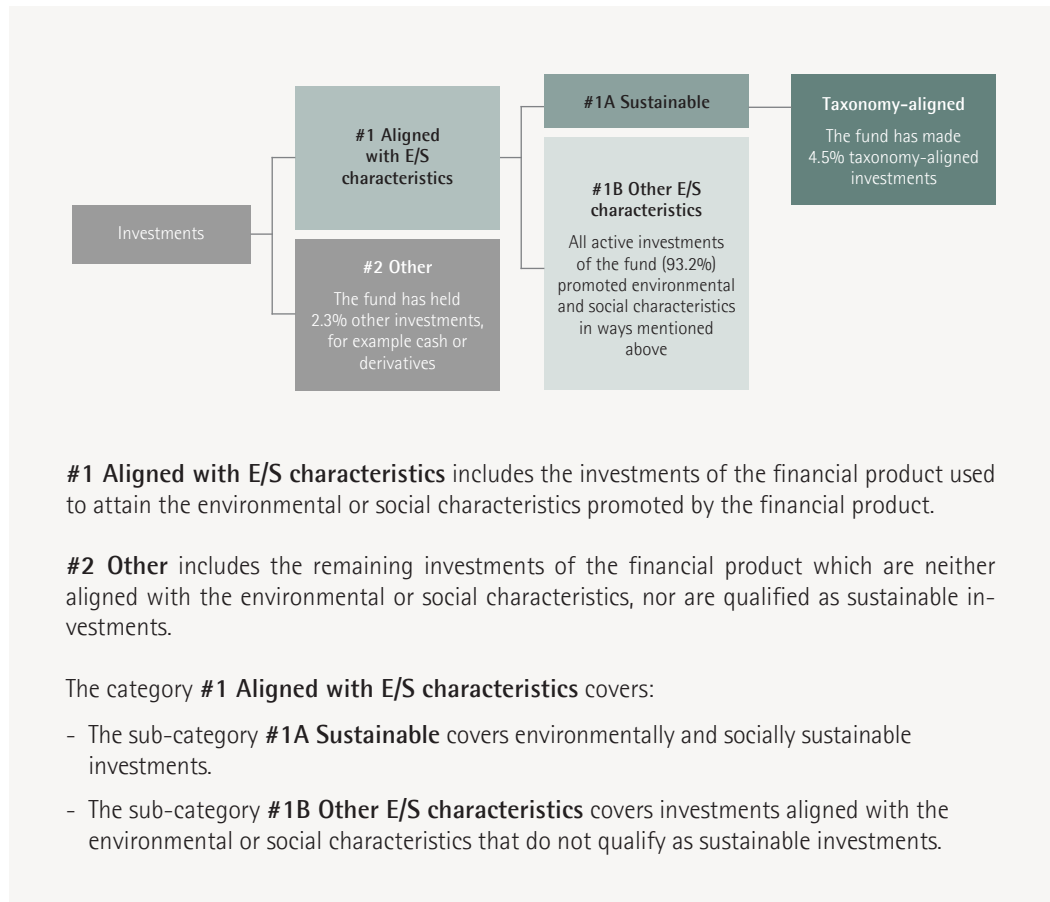 Investments
#1 Aligned
with E/S
characteristics
#2 Other
The fund has held
2.3% other investments,
for example cash or
derivatives
#1A Sustainable
#1B Other E/S
characteristics
All active investments
of the fund (93.2%)
promoted environmental
and social characteristics
in ways mentioned
above
Taxonomy-aligned
The fund has made
4.5% taxonomy-aligned
investments
#1 Aligned with E/S characteristics includes the investments of the financial product used
to attain the environmental or social characteristics promoted by the financial product.
#2 Other includes the remaining investments of the financial product which are neither
aligned with the environmental or social characteristics, nor are qualified as sustainable in-
vestments.
The category #1 Aligned with E/S characteristics covers:
- The sub-category #1A Sustainable covers environmentally and socially sustainable
investments.
- The sub-category #1B Other E/S characteristics covers investments aligned with the
environmental or social characteristics that do not qualify as sustainable investments.